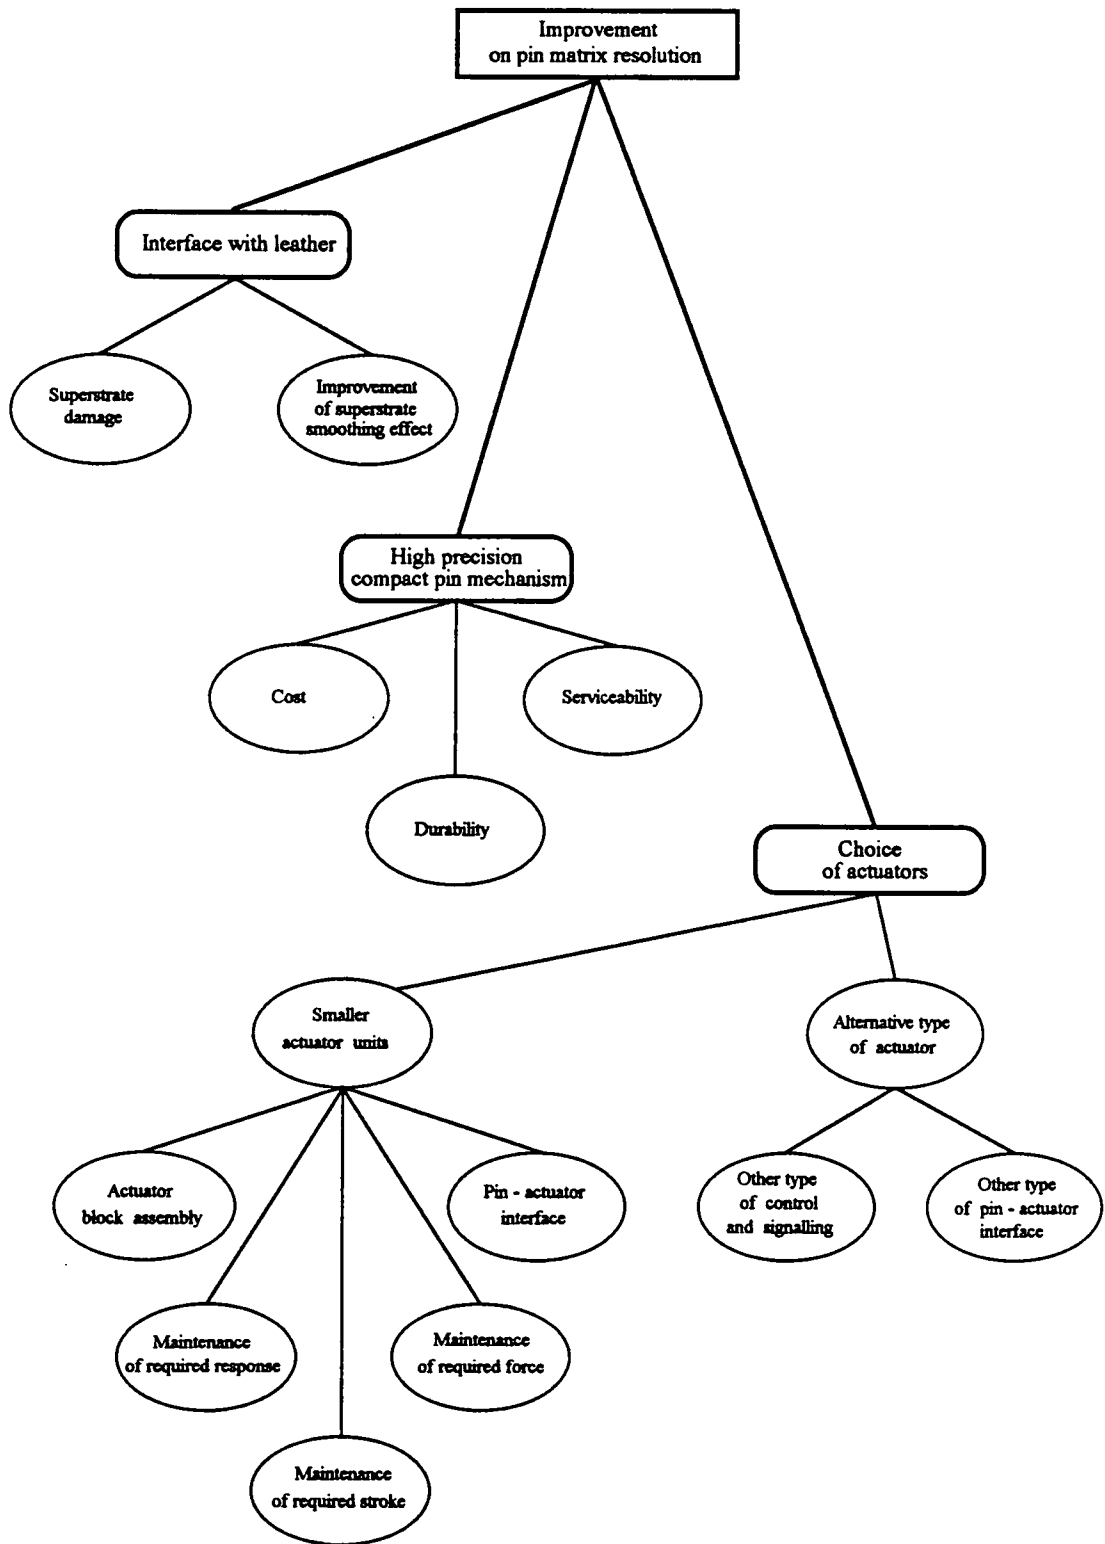 Improvement
on pin matrix resolution
Interface with leather
Superstrate
damage
Improvement
of superstrate
smoothing effect
High precision
compact pin mechanism
Cost
Serviceability
Durability
Choice
of actuators
Smaller
actuator units
Alternative type
of actuator
Actuator
block assembly
Pin - actuator
interface
Other type
of control
and signalling
Other type
of pin - actuator
interface
Maintenance
of required response
Maintenance
of required force
Maintenance
of required stroke